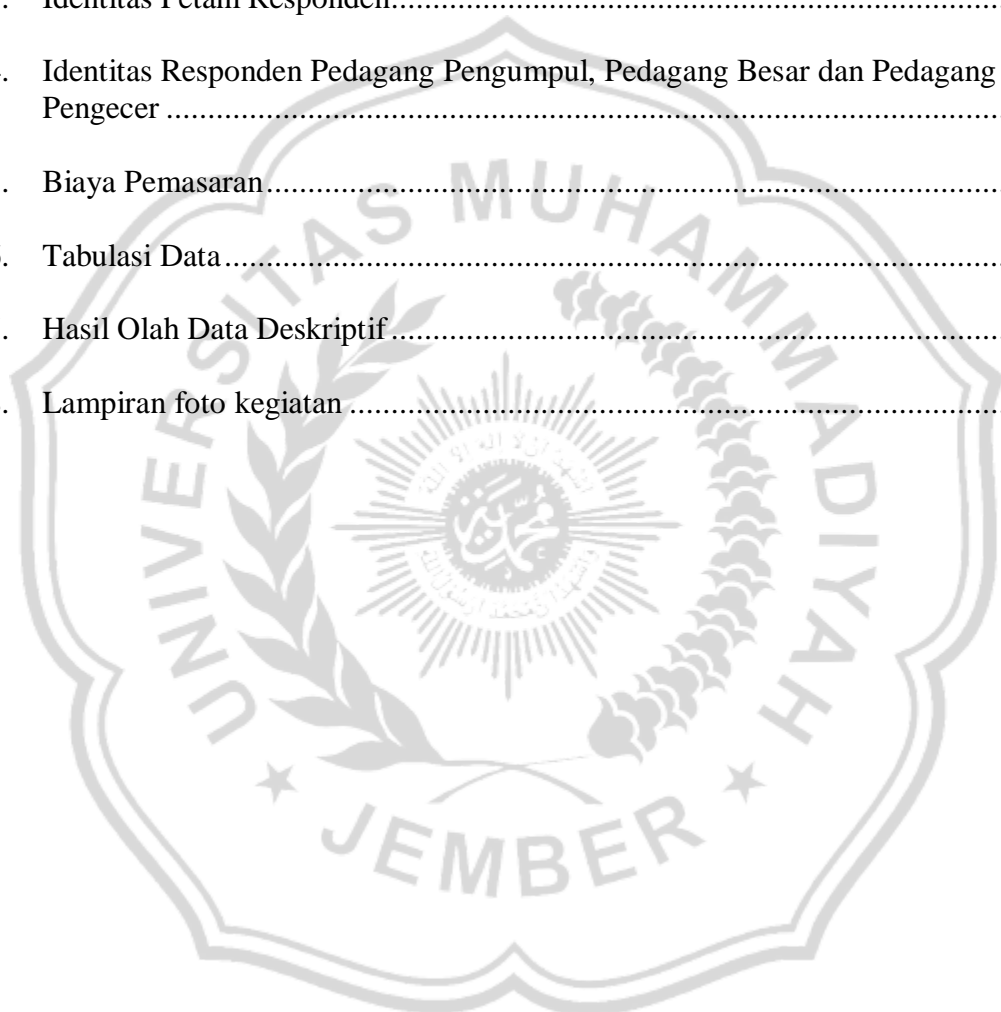 . Identitas Petani Responden....................................................................
. Identitas Responden Pedagang Pengumpul, Pedagang Besar dan Pedagang
Pengecer ..................................................................................................
. Biaya Pemasaran.....................................................................................
. Tabulasi Data..........................................................................................
. Hasil Olah Data Deskriptif.......................................................................
. Lampiran foto kegiatan ...........................................................................
UNIVERSITAS MUHAMMADIYAH
JEMBER